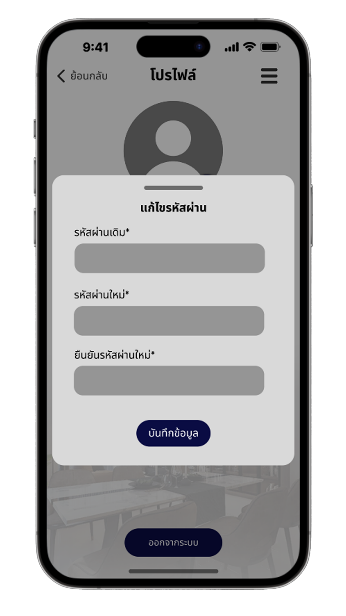 9:41
ย้อนกลับ
โปรไฟล์
แก้ไขรหัสผ่าน
รหัสผ่านเดิม*
รหัสผ่านใหม่*
ยืนยันรหัสผ่านใหม่*
บันทึกข้อมูล
ออกจากระบบ